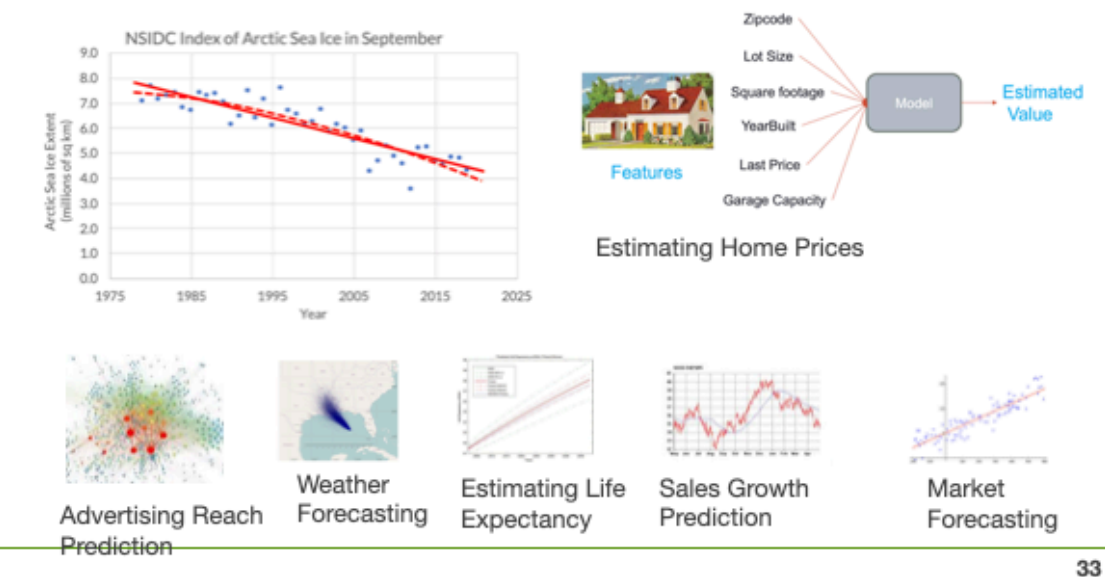 NSIDC Index of Arctic Sea Ice in September
9.0
8.0
7.0
6.0
5.0
4.0
3.0
2.0
1.0
0.0
Arctic Sea Ice Extent
(millions of sq km)
1975 1985 1995 2005 2015 2025
Year
Zipcode
Lot Size
Square footage
YearBuilt
Last Price
Garage Capacity
Features
Model
Estimated
Value
Estimating Home Prices
Advertising Reach
Prediction
Weather
Forecasting
Estimating Life
Expectancy
Sales Growth
Prediction
Market
Forecasting
33